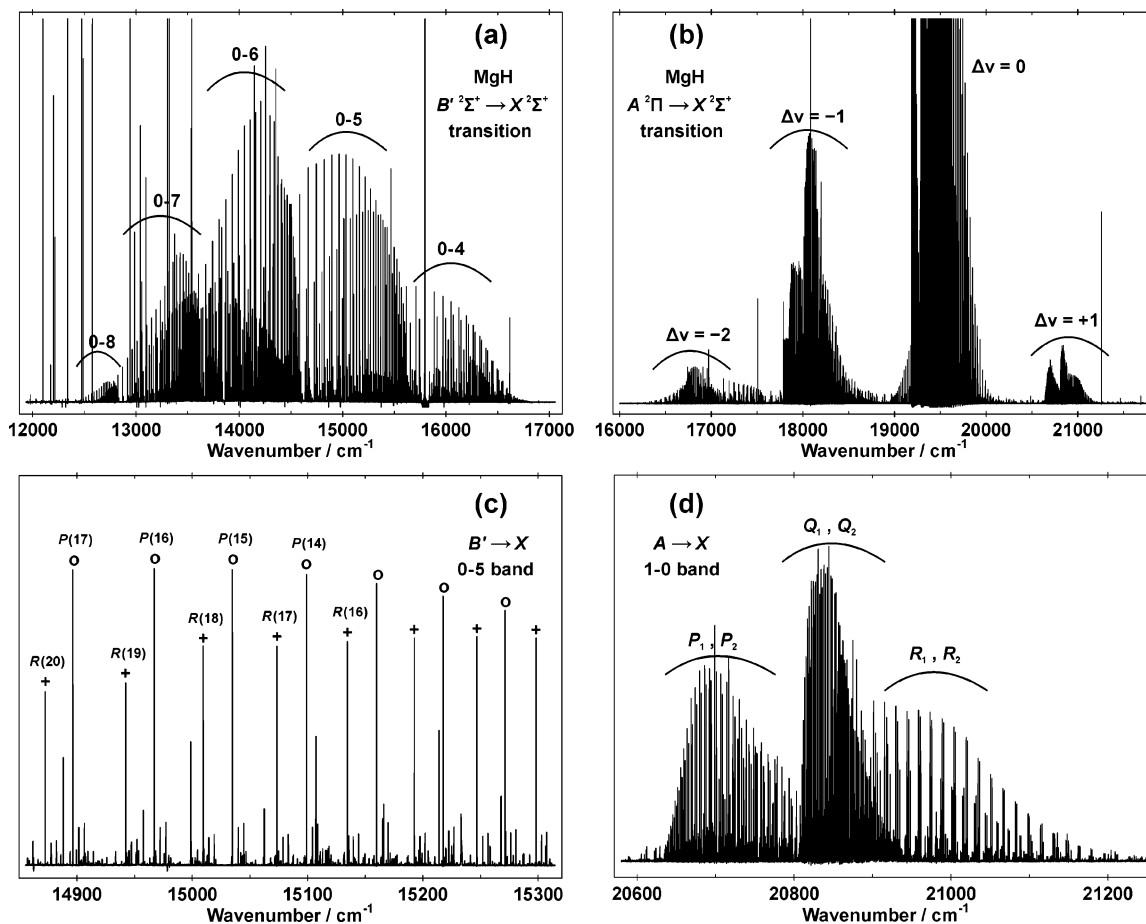 (a)
MgH
B′ ²Σ⁺ → X ²Σ⁺
transition
0-6
0-5
0-7
0-4
0-8
12000 13000 14000 15000 16000 17000
Wavenumber / cm⁻¹
(b)
MgH
A ²Π → X ²Σ⁺
transition
Δv = 0
Δv = −1
Δv = −2
Δv = +1
16000 17000 18000 19000 20000 21000
Wavenumber / cm⁻¹
(c)
B′ → X
0-5 band
P(17) P(16) P(15) P(14)
R(20) R(19) R(18) R(17) R(16)
14900 15000 15100 15200 15300
Wavenumber / cm⁻¹
(d)
A → X
1-0 band
Q₁ , Q₂
P₁ , P₂
R₁ , R₂
20600 20800 21000 21200
Wavenumber / cm⁻¹